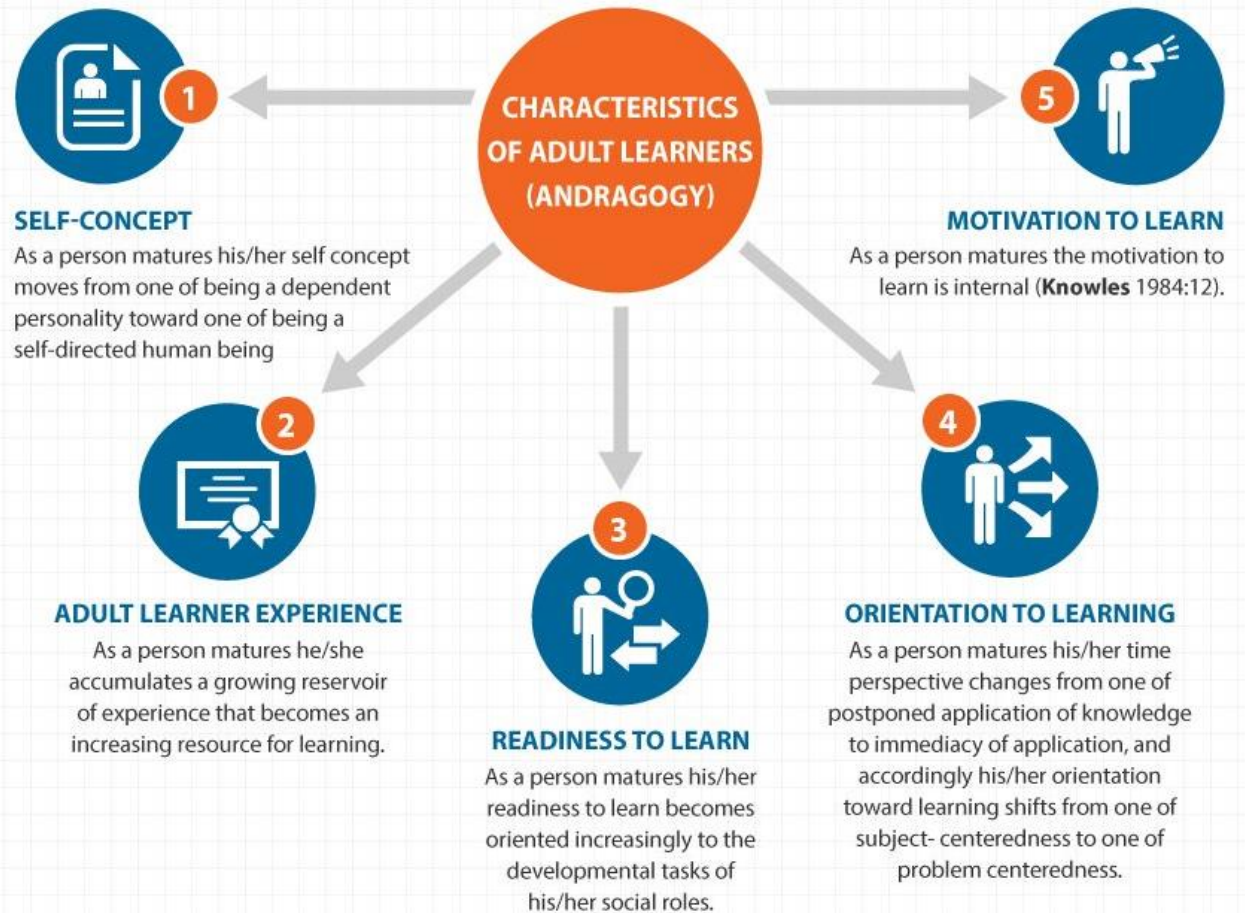 CHARACTERISTICS
OF ADULT LEARNERS
(ANDRAGOGY)
1
SELF-CONCEPT
As a person matures his/her self concept
moves from one of being a dependent
personality toward one of being a
self-directed human being
2
ADULT LEARNER EXPERIENCE
As a person matures he/she
accumulates a growing reservoir
of experience that becomes an
increasing resource for learning.
3
READINESS TO LEARN
As a person matures his/her
readiness to learn becomes
oriented increasingly to the
developmental tasks of
his/her social roles.
4
ORIENTATION TO LEARNING
As a person matures his/her time
perspective changes from one of
postponed application of knowledge
to immediacy of application, and
accordingly his/her orientation
toward learning shifts from one of
subject- centeredness to one of
problem centeredness.
5
MOTIVATION TO LEARN
As a person matures the motivation to
learn is internal (Knowles 1984:12).